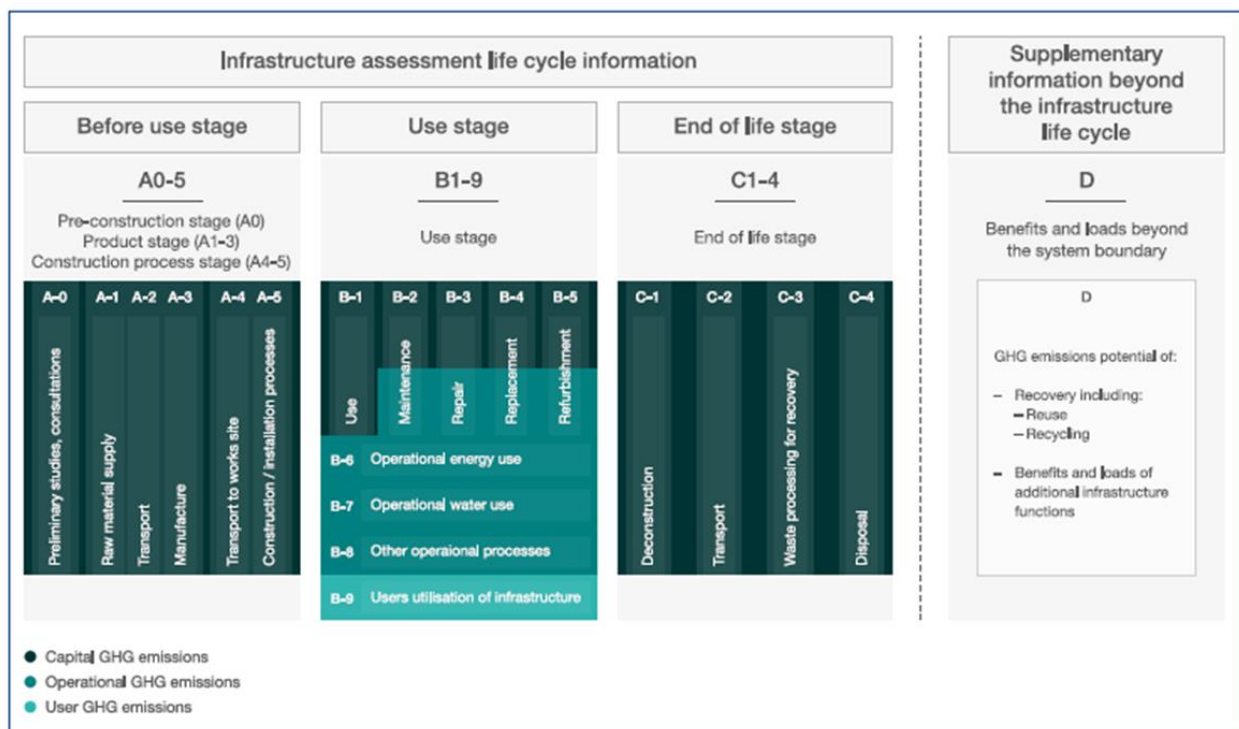 Infrastructure assessment life cycle information
Supplementary
information beyond
the infrastructure
life cycle
Before use stage
Use stage
End of life stage
A0-5
Pre-construction stage (A0)
Product stage (A1-3)
Construction process stage (A4-5)
B1-9
Use stage
C1-4
End of life stage
D
Benefits and loads beyond
the system boundary
A-0
A-1
A-2
A-3
A-4
A-5
Preliminary studies, consultations
Raw material supply
Transport
Manufacture
Transport to works site
Construction / installation processes
B-1
B-2
B-3
B-4
B-5
Use
Maintenance
Repair
Replacement
Refurbishment
B-6 Operational energy use
B-7 Operational water use
B-8 Other operaional processes
B-9 Users utilisation of infrastructure
C-1
C-2
C-3
C-4
Deconstruction
Transport
Waste processing for recovery
Disposal
D
GHG emissions potential of:
– Recovery including:
– Reuse
– Recycling
– Benefits and loads of
additional infrastructure
functions
Capital GHG emissions
Operational GHG emissions
User GHG emissions